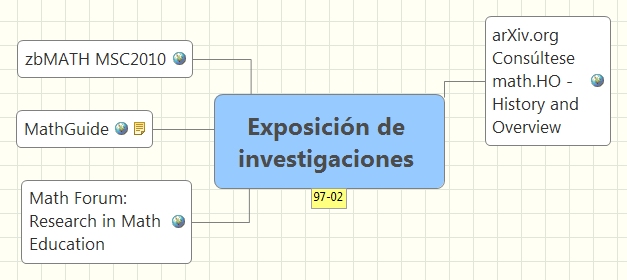 zbMATH MSC2010
MathGuide
Math Forum:
Research in Math
Education
Exposición de
investigaciones
97-02
arXiv.org
Consúltese
math.HO -
History and
Overview